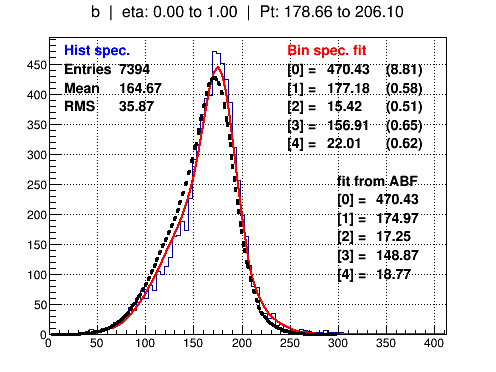 b | eta: 0.00 to 1.00 | Pt: 178.66 to 206.10
Hist spec.
Entries 7394
Mean 164.67
RMS 35.87
Bin spec. fit
[0] = 470.43 (8.81)
[1] = 177.18 (0.58)
[2] = 15.42 (0.51)
[3] = 156.91 (0.65)
[4] = 22.01 (0.62)
fit from ABF
[0] = 470.43
[1] = 174.97
[2] = 17.25
[3] = 148.87
[4] = 18.77
450
400
350
300
250
200
150
100
50
0
0 50 100 150 200 250 300 350 400